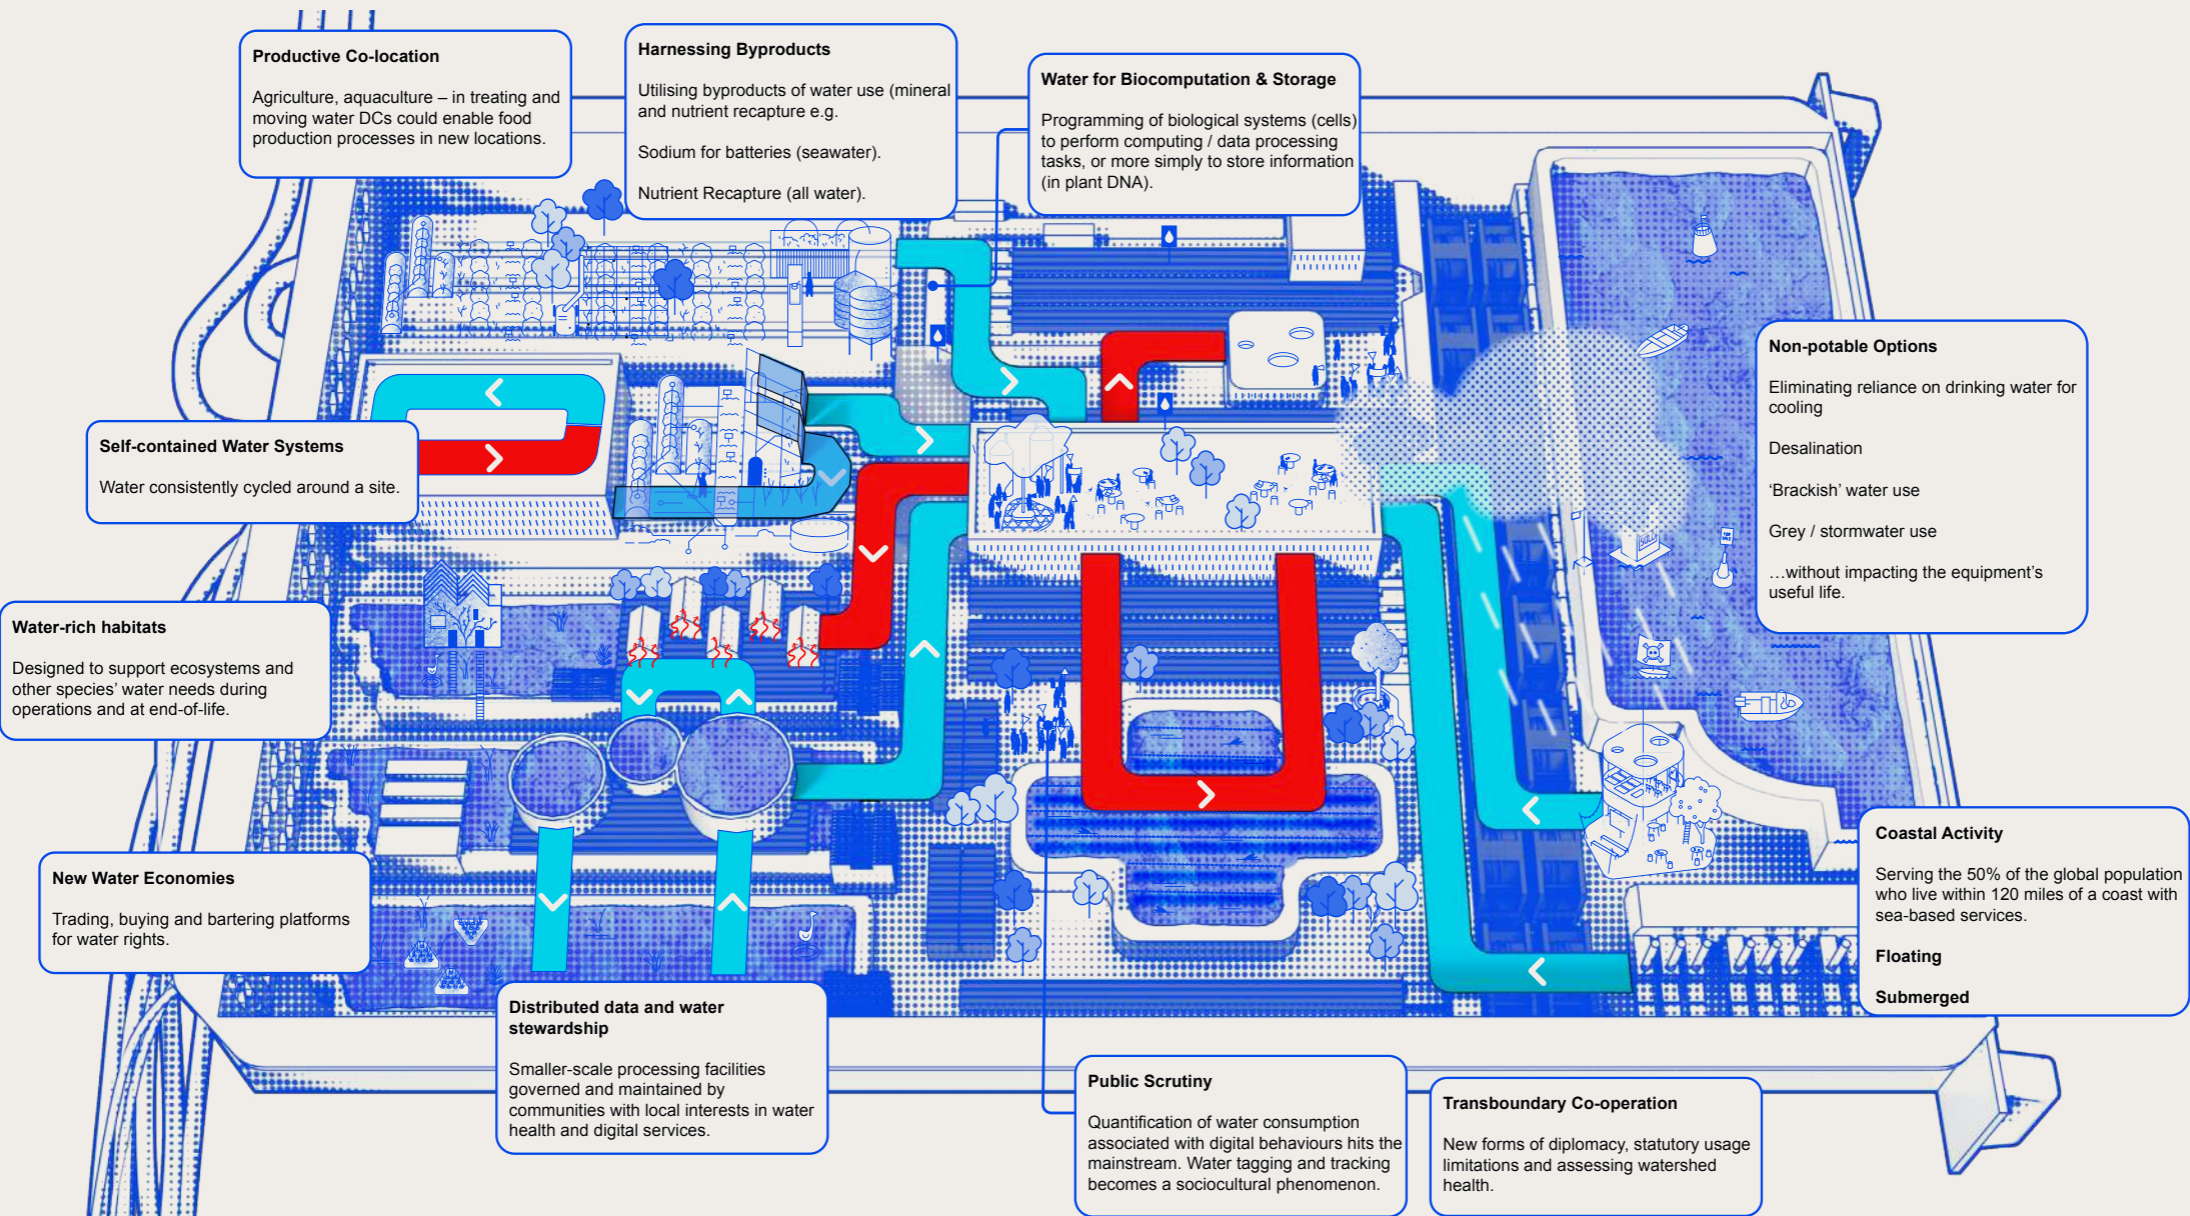 Productive Co-location
Agriculture, aquaculture – in treating and
moving water DCs could enable food
production processes in new locations.
Harnessing Byproducts
Utilising byproducts of water use (mineral
and nutrient recapture e.g.
Sodium for batteries (seawater).
Nutrient Recapture (all water).
Water for Biocomputation & Storage
Programming of biological systems (cells)
to perform computing / data processing
tasks, or more simply to store information
(in plant DNA).
Non-potable Options
Eliminating reliance on drinking water for
cooling
Desalination
‘Brackish’ water use
Grey / stormwater use
…without impacting the equipment’s
useful life.
Self-contained Water Systems
Water consistently cycled around a site.
Water-rich habitats
Designed to support ecosystems and
other species’ water needs during
operations and at end-of-life.
New Water Economies
Trading, buying and bartering platforms
for water rights.
Coastal Activity
Serving the 50% of the global population
who live within 120 miles of a coast with
sea-based services.
Floating
Submerged
Distributed data and water
stewardship
Smaller-scale processing facilities
governed and maintained by
communities with local interests in water
health and digital services.
Public Scrutiny
Quantification of water consumption
associated with digital behaviours hits the
mainstream. Water tagging and tracking
becomes a sociocultural phenomenon.
Transboundary Co-operation
New forms of diplomacy, statutory usage
limitations and assessing watershed
health.